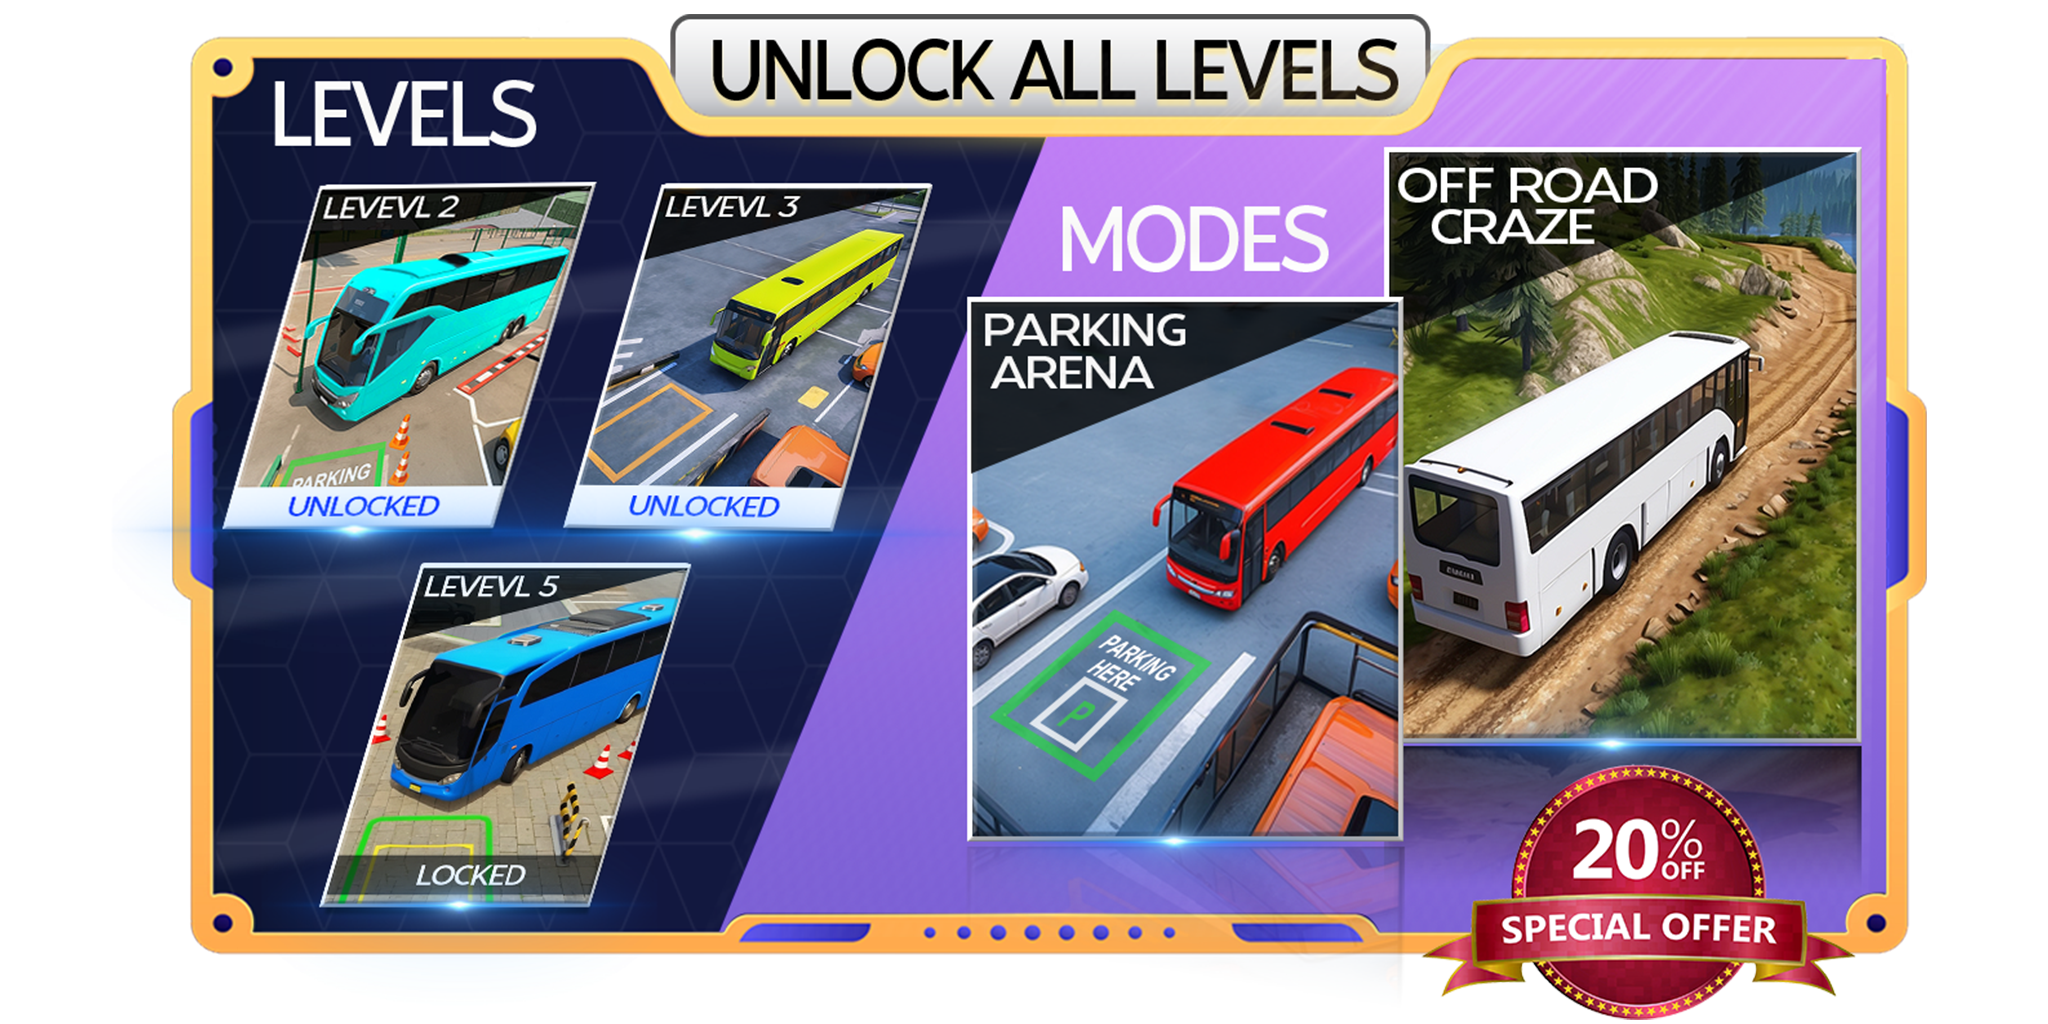 UNLOCK ALL LEVELS
LEVELS
LEVEVL 2
PARKING
UNLOCKED
LEVEVL 3
UNLOCKED
LEVEVL 5
LOCKED
MODES
PARKING
ARENA
PARKING
HERE
P
OFF ROAD
CRAZE
20%
OFF
SPECIAL OFFER